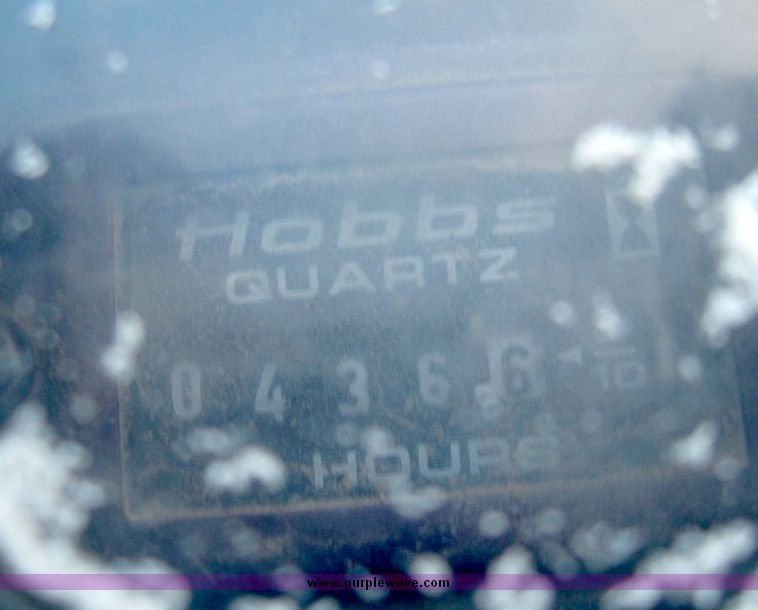 Hobbs
QUARTZ
0 4 3 6 6 1/10
HOURS
www.purplewave.com